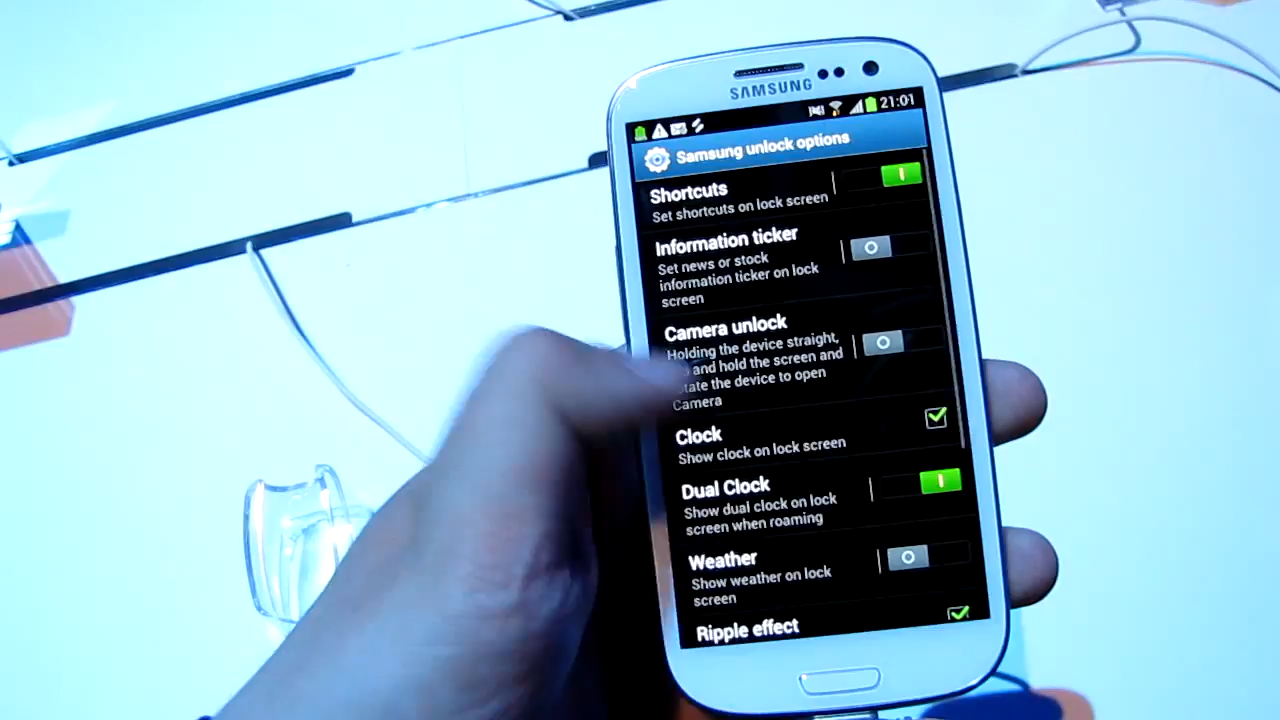 SAMSUNG
21:01
Samsung unlock options
Shortcuts
Set shortcuts on lock screen
Information ticker
Set news or stock
information ticker on lock
screen
Camera unlock
Holding the device straight,
and hold the screen and
the device to open
Camera
Clock
Show clock on lock screen
Dual Clock
Show dual clock on lock
screen when roaming
Weather
Show weather on lock
screen
Ripple effect